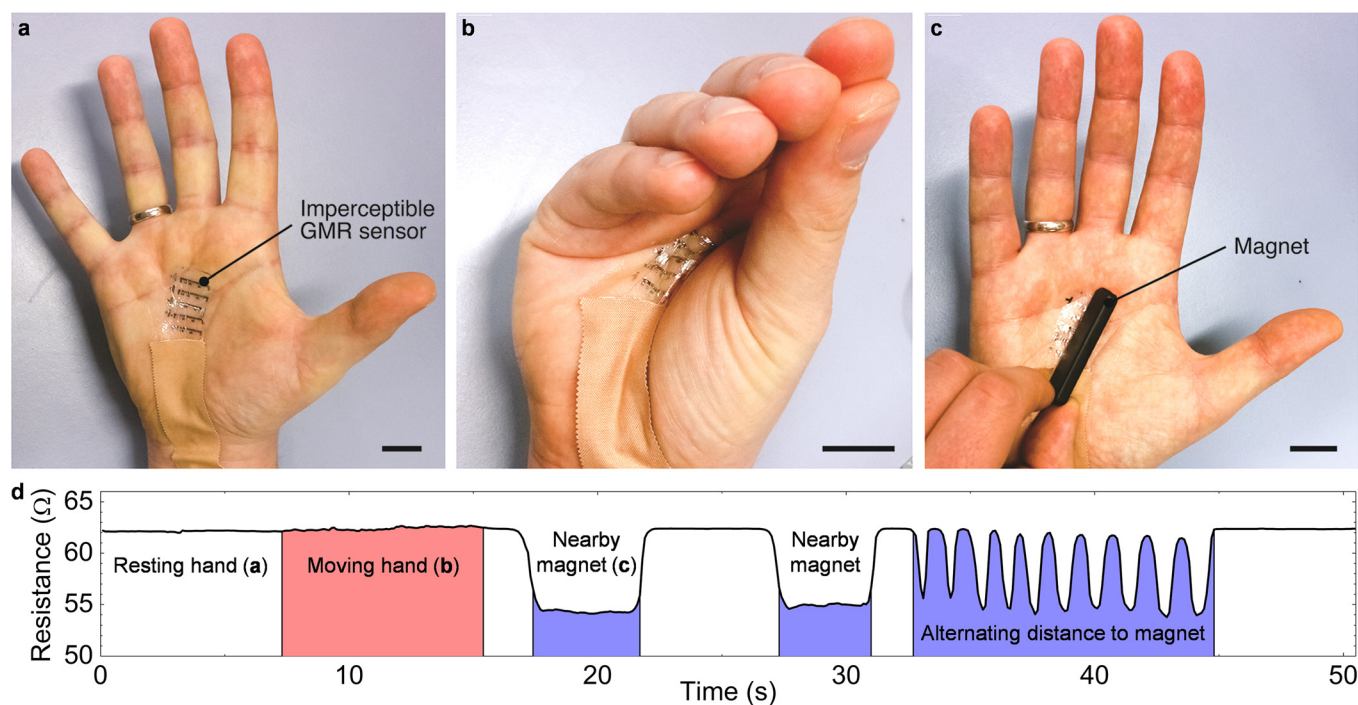 a
b
c
Imperceptible
GMR sensor
Magnet
d
Resistance (Ω)
65
60
55
50
Resting hand (a)
Moving hand (b)
Nearby
magnet (c)
Nearby
magnet
Alternating distance to magnet
0
10
20
30
40
50
Time (s)